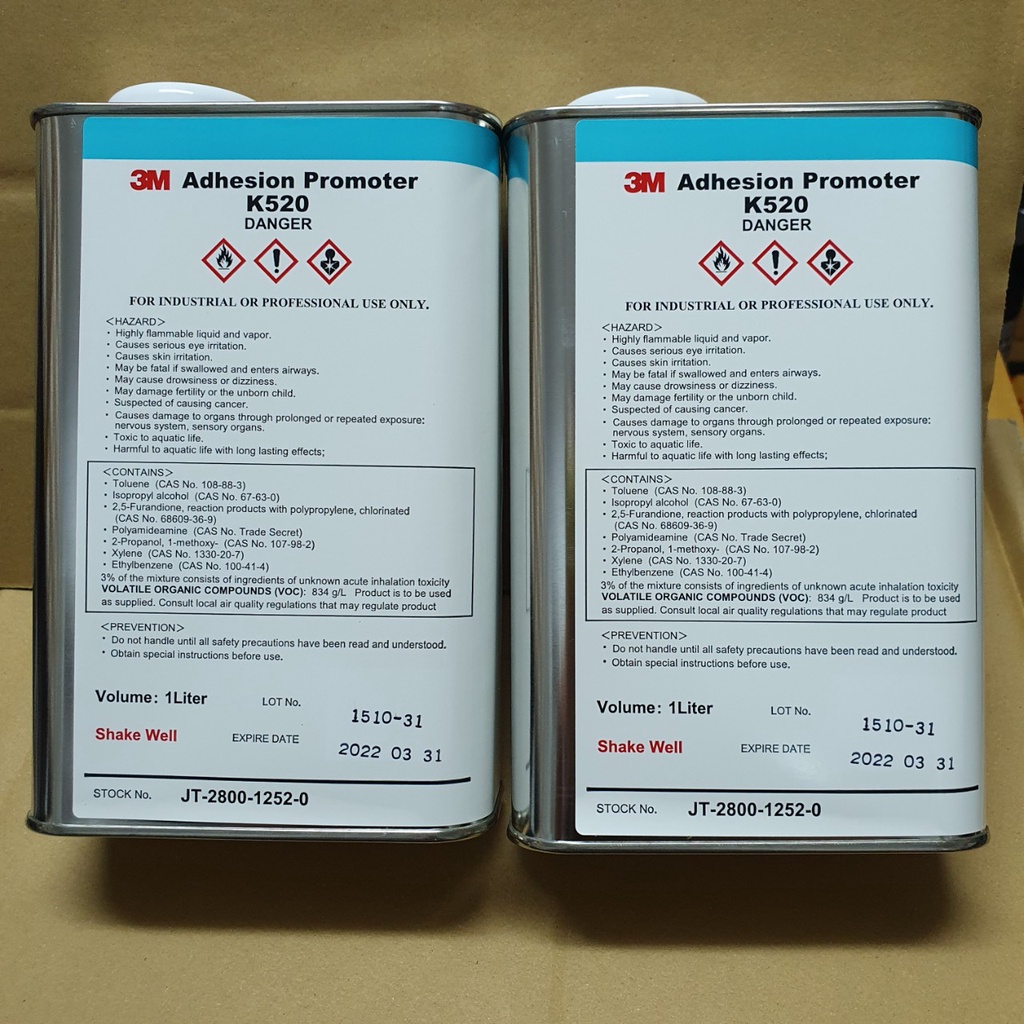 3M Adhesion Promoter
K520
DANGER
FOR INDUSTRIAL OR PROFESSIONAL USE ONLY.
<HAZARD>
・ Highly flammable liquid and vapor.
・ Causes serious eye irritation.
・ Causes skin irritation.
・ May be fatal if swallowed and enters airways.
・ May cause drowsiness or dizziness.
・ May damage fertility or the unborn child.
・ Suspected of causing cancer.
・ Causes damage to organs through prolonged or repeated exposure:
nervous system, sensory organs.
・ Toxic to aquatic life.
・ Harmful to aquatic life with long lasting effects;
<CONTAINS>
・ Toluene (CAS No. 108-88-3)
・ Isopropyl alcohol (CAS No. 67-63-0)
・ 2,5-Furandione, reaction products with polypropylene, chlorinated
(CAS No. 68609-36-9)
・ Polyamideamine (CAS No. Trade Secret)
・ 2-Propanol, 1-methoxy- (CAS No. 107-98-2)
・ Xylene (CAS No. 1330-20-7)
・ Ethylbenzene (CAS No. 100-41-4)
3% of the mixture consists of ingredients of unknown acute inhalation toxicity
VOLATILE ORGANIC COMPOUNDS (VOC): 834 g/L Product is to be used
as supplied. Consult local air quality regulations that may regulate product
<PREVENTION>
・ Do not handle until all safety precautions have been read and understood.
・ Obtain special instructions before use.
Volume: 1Liter LOT No. 1510-31
Shake Well EXPIRE DATE 2022 03 31
STOCK No. JT-2800-1252-0
3M Adhesion Promoter
K520
DANGER
FOR INDUSTRIAL OR PROFESSIONAL USE ONLY.
<HAZARD>
・ Highly flammable liquid and vapor.
・ Causes serious eye irritation.
・ Causes skin irritation.
・ May be fatal if swallowed and enters airways.
・ May cause drowsiness or dizziness.
・ May damage fertility or the unborn child.
・ Suspected of causing cancer.
・ Causes damage to organs through prolonged or repeated exposure:
nervous system, sensory organs.
・ Toxic to aquatic life.
・ Harmful to aquatic life with long lasting effects;
<CONTAINS>
・ Toluene (CAS No. 108-88-3)
・ Isopropyl alcohol (CAS No. 67-63-0)
・ 2,5-Furandione, reaction products with polypropylene, chlorinated
(CAS No. 68609-36-9)
・ Polyamideamine (CAS No. Trade Secret)
・ 2-Propanol, 1-methoxy- (CAS No. 107-98-2)
・ Xylene (CAS No. 1330-20-7)
・ Ethylbenzene (CAS No. 100-41-4)
3% of the mixture consists of ingredients of unknown acute inhalation toxicity
VOLATILE ORGANIC COMPOUNDS (VOC): 834 g/L Product is to be used
as supplied. Consult local air quality regulations that may regulate product
<PREVENTION>
・ Do not handle until all safety precautions have been read and understood.
・ Obtain special instructions before use.
Volume: 1Liter LOT No. 1510-31
Shake Well EXPIRE DATE 2022 03 31
STOCK No. JT-2800-1252-0